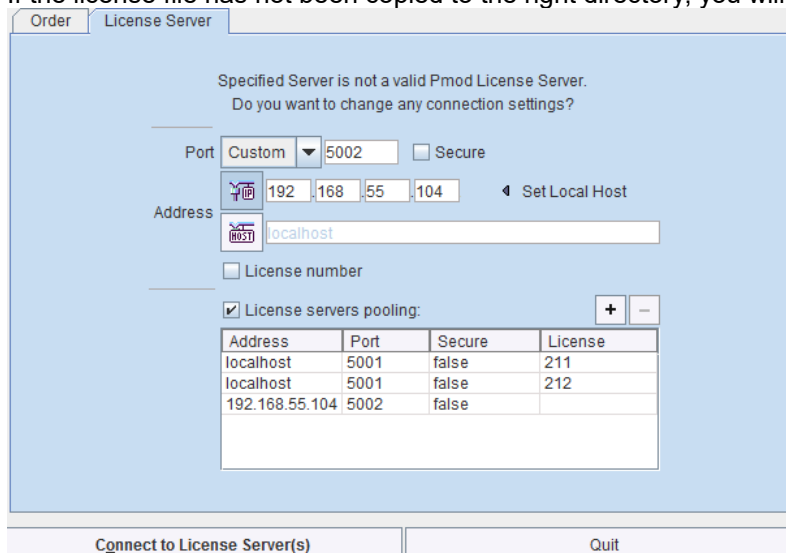 If the license file has not been copied to the right directory, you will
Order License Server
Specified Server is not a valid Pmod License Server.
Do you want to change any connection settings?
Port Custom 5002 Secure
IP 192 .168 .55 .104 Set Local Host
Address
HOST localhost
License number
License servers pooling: + −
Address Port Secure License
localhost 5001 false 211
localhost 5001 false 212
192.168.55.104 5002 false
Connect to License Server(s) Quit